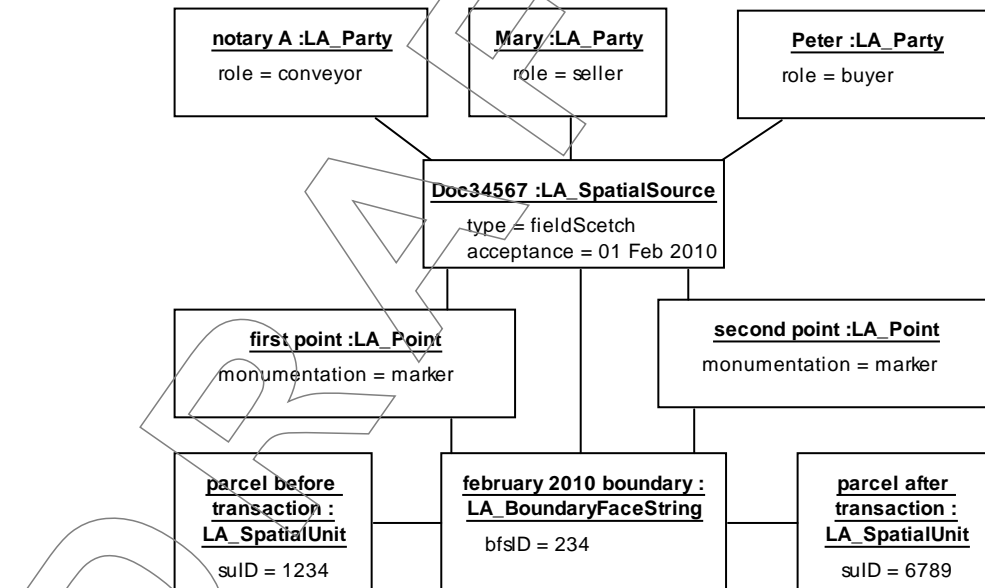 notary A :LA_Party
role = conveyor
Mary :LA_Party
role = seller
Peter :LA_Party
role = buyer
Doc34567 :LA_SpatialSource
type = fieldScetch
acceptance = 01 Feb 2010
first point :LA_Point
monumentation = marker
second point :LA_Point
monumentation = marker
parcel before
transaction :
LA_SpatialUnit
suID = 1234
february 2010 boundary :
LA_BoundaryFaceString
bfsID = 234
parcel after
transaction :
LA_SpatialUnit
suID = 6789